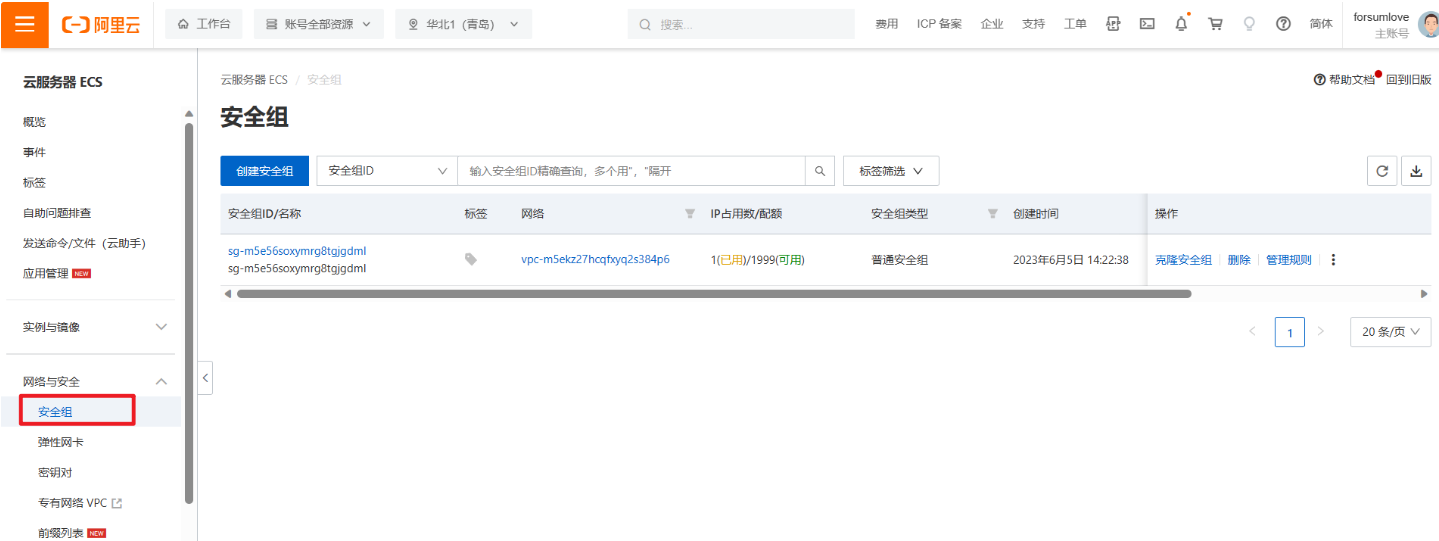 阿里云
工作台
账号全部资源
华北1（青岛）
搜索...
费用
ICP 备案
企业
支持
工单
简体
forsumlove
主账号
云服务器 ECS
概览
事件
标签
自助问题排查
发送命令/文件（云助手）
应用管理 NEW
实例与镜像
网络与安全
安全组
弹性网卡
密钥对
专有网络 VPC
前缀列表 NEW
云服务器 ECS / 安全组
帮助文档
回到旧版
安全组
创建安全组
安全组ID
输入安全组ID精确查询，多个用","隔开
标签筛选
安全组ID/名称
标签
网络
IP占用数/配额
安全组类型
创建时间
操作
sg-m5e56soxymrg8tgjgdml
sg-m5e56soxymrg8tgjgdml
vpc-m5ekz27hcqfxyq2s384p6
1(已用)/1999(可用)
普通安全组
2023年6月5日 14:22:38
克隆安全组
删除
管理规则
1
20 条/页